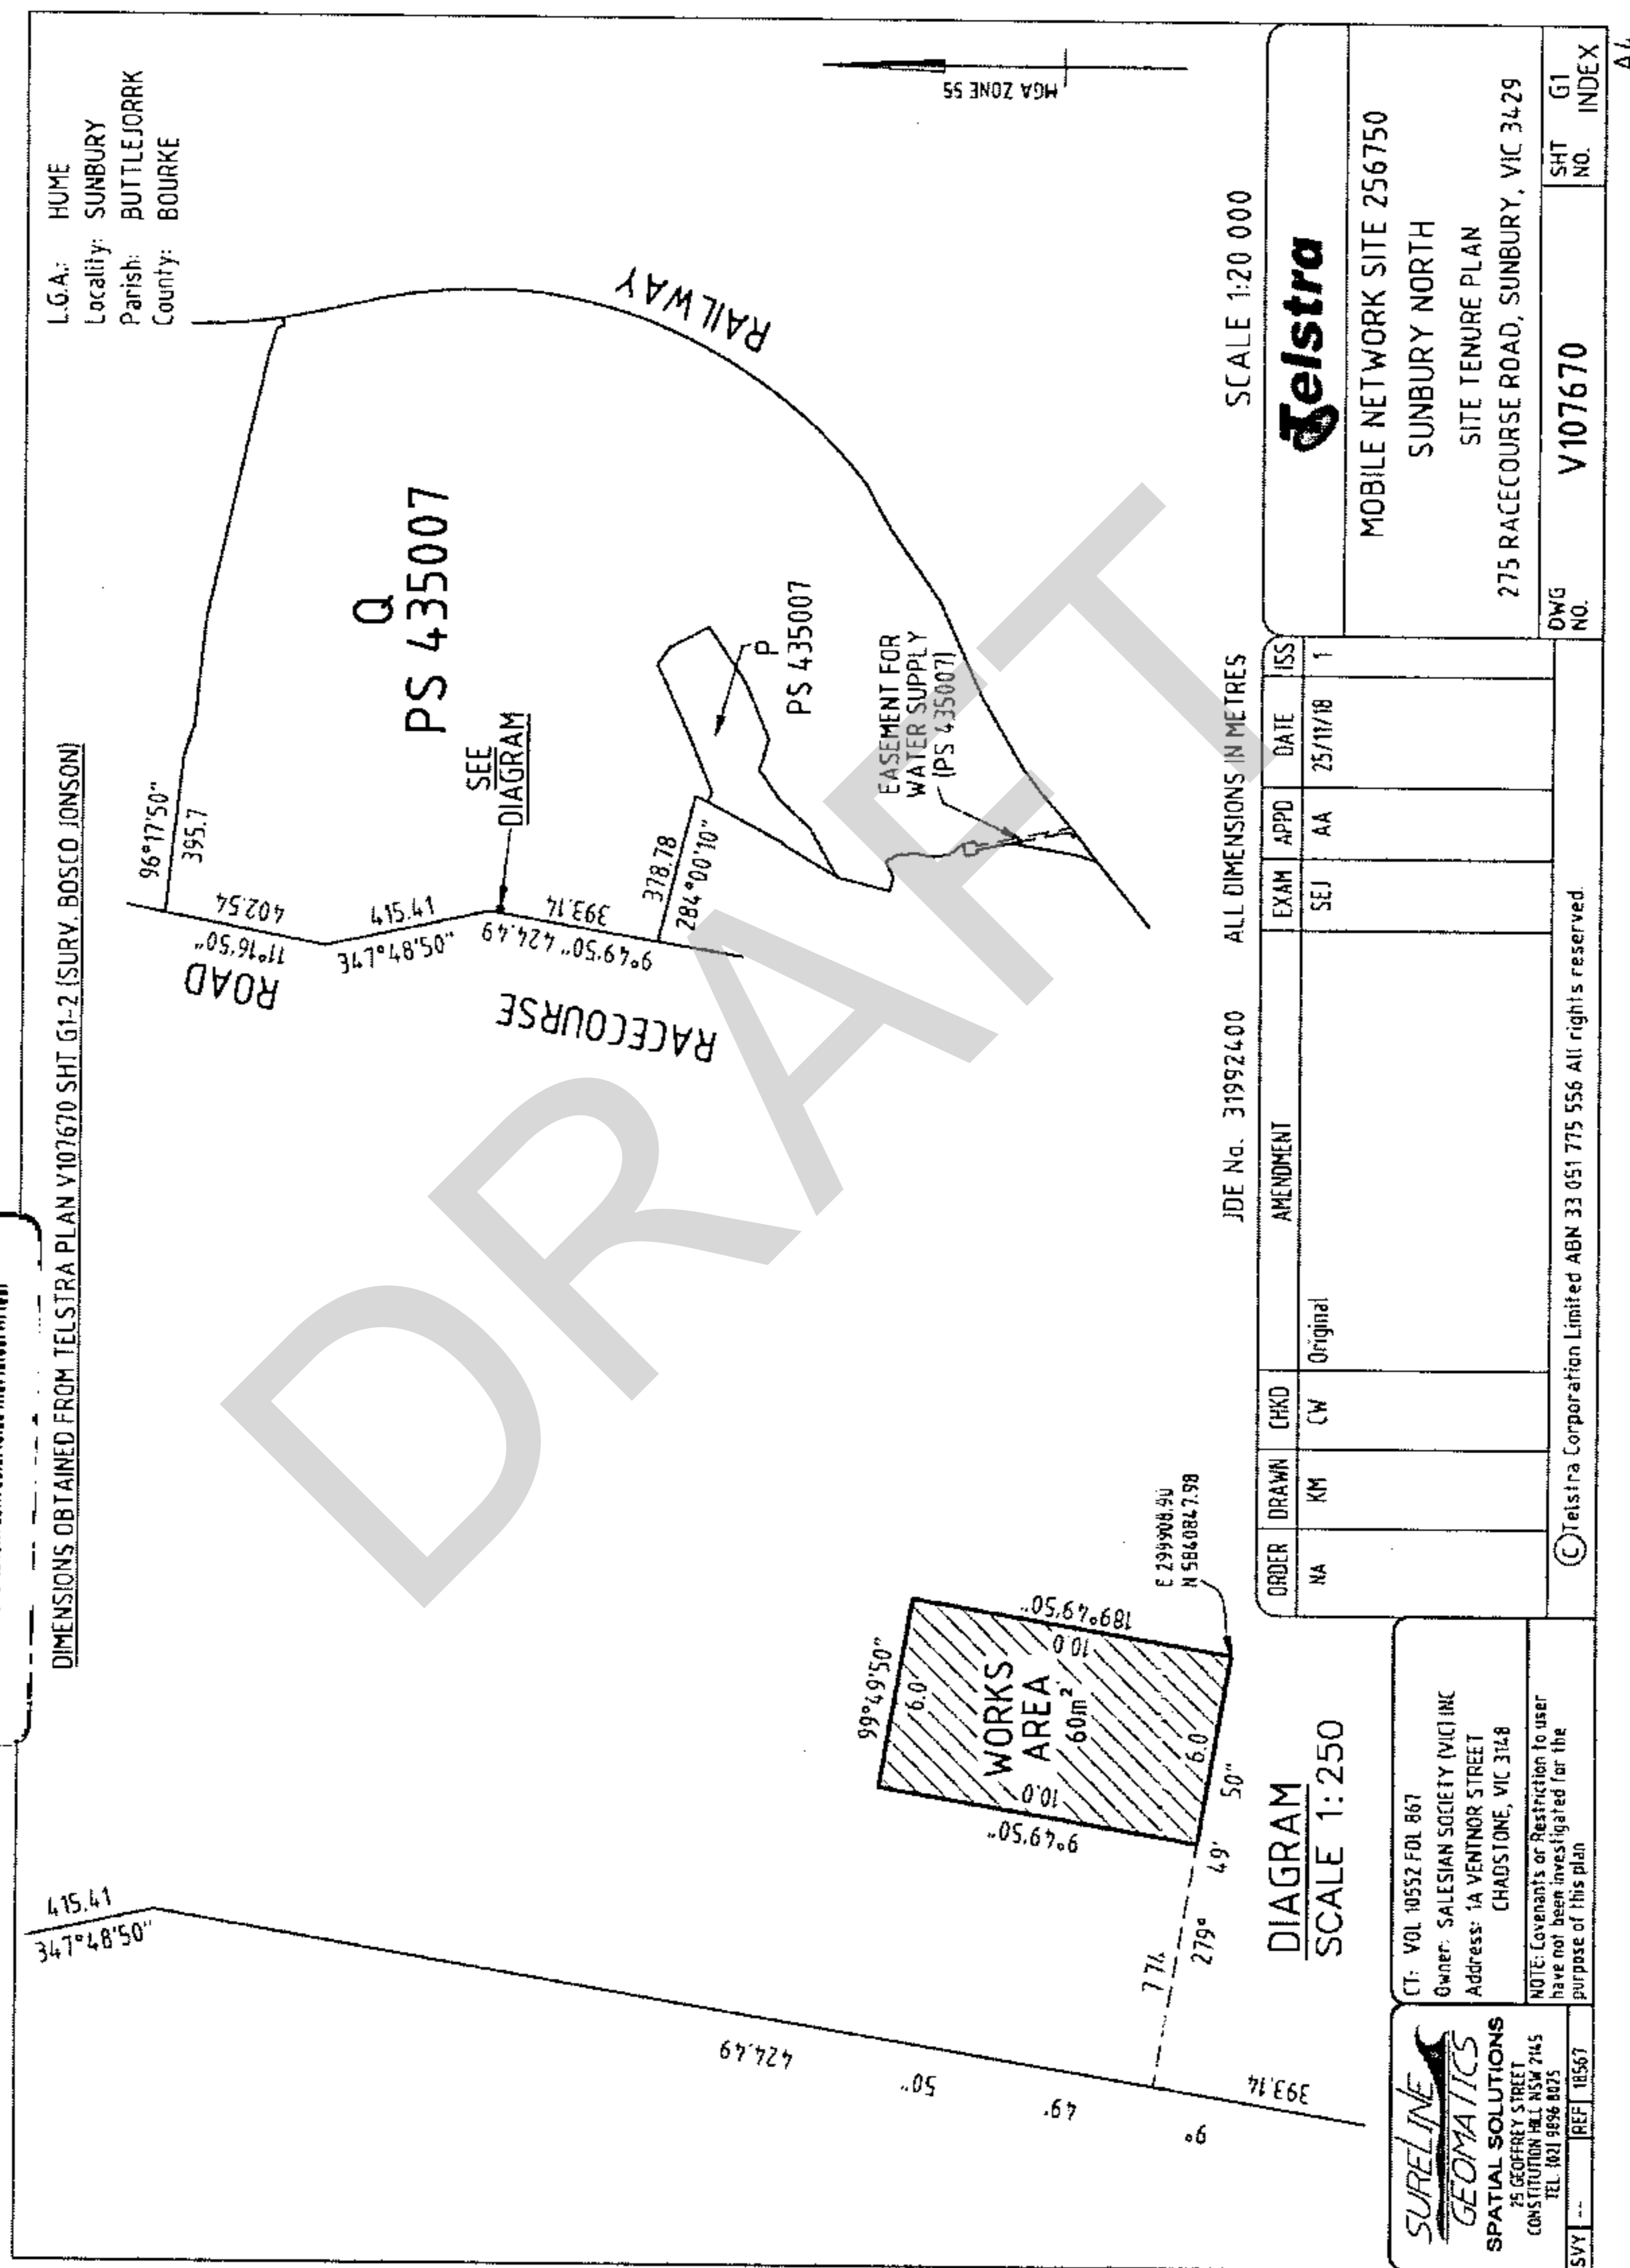 DIMENSIONS OBTAINED FROM TELSTRA PLAN V107670 SHT G1-2 (SURV. BOSCO JONSON)
L.G.A.: HUME
Locality: SUNBURY
Parish: BUTTLEJORRK
County: BOURKE
MGA ZONE 55
96°17'50"
395.7
402.54
11°16'50"
ROAD
415.41
347°48'50"
SEE
DIAGRAM
Q
PS 435007
393.14
9°49'50" 424.49
RACECOURSE
378.78
284°00'10"
P
PS 435007
EASEMENT FOR
WATER SUPPLY
(PS 435007)
RAILWAY
DRAFT
415.41
347°48'50"
424.49
9° 49' 50"
393.14
7.74
279° 49' 50"
99°49'50"
6.0
9°49'50"
10.0
WORKS
AREA
60m²
10.0
189°49'50"
6.0
E 299908.90
N 5840847.98
DIAGRAM
SCALE 1:250
JDE No. 31992400
ALL DIMENSIONS IN METRES
SCALE 1:20 000
SURELINE
GEOMATICS
SPATIAL SOLUTIONS
25 GEOFFREY STREET
CONSTITUTION HILL NSW 2145
TEL. (02) 9896 8025
SVY -- REF 18567
CT: VOL 10552 FOL 867
Owner: SALESIAN SOCIETY (VIC) INC
Address: 1A VENTNOR STREET
CHADSTONE, VIC 3148
NOTE: Covenants or Restriction to user
have not been investigated for the
purpose of this plan
ORDER DRAWN CHKD AMENDMENT EXAM APPD DATE ISS
NA KM CW Original SEJ AA 25/11/18 1
© Telstra Corporation Limited ABN 33 051 775 556 All rights reserved.
Telstra
MOBILE NETWORK SITE 256750
SUNBURY NORTH
SITE TENURE PLAN
275 RACECOURSE ROAD, SUNBURY, VIC 3429
DWG
NO.
V107670
SHT
NO.
G1
INDEX
A4